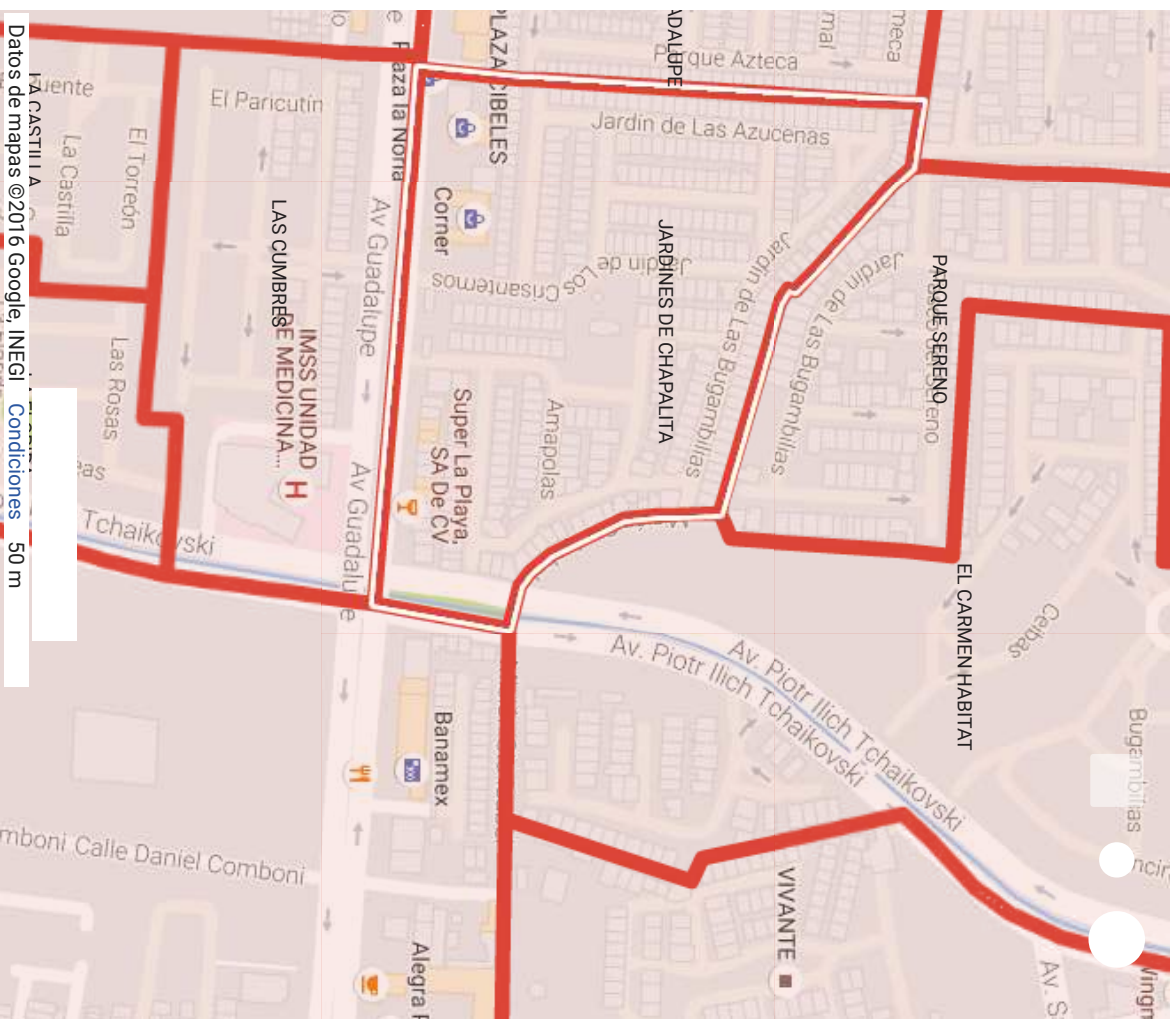 Datos de mapas ©2016 Google, INEGI
Condiciones
50 m
LA CASTILLA
La Castilla
El Torreón
Las Rosas
El Paricutín
LAS CUMBRES
IMSS UNIDAD
DE MEDICINA...
H
Tchaikovski
Av Guadalupe
Av Guadalupe
PLAZA CIBELES
Corner
Super La Playa,
SA De CV
Parque Azteca
Jardín de Las Azucenas
Jardín de
Los Crisantemos
JARDINES DE CHAPALITA
Amapolas
Jardín de Las Bugambilias
Jardín de Las Bugambilias
PARQUE SERENO
EL CARMEN HABITAT
Ceibas
Bugambilias
Av. Piotr Ilich Tchaikovski
Av. Piotr Ilich Tchaikovski
Banamex
mboni Calle Daniel Comboni
VIVANTE
Alegra
Av. S